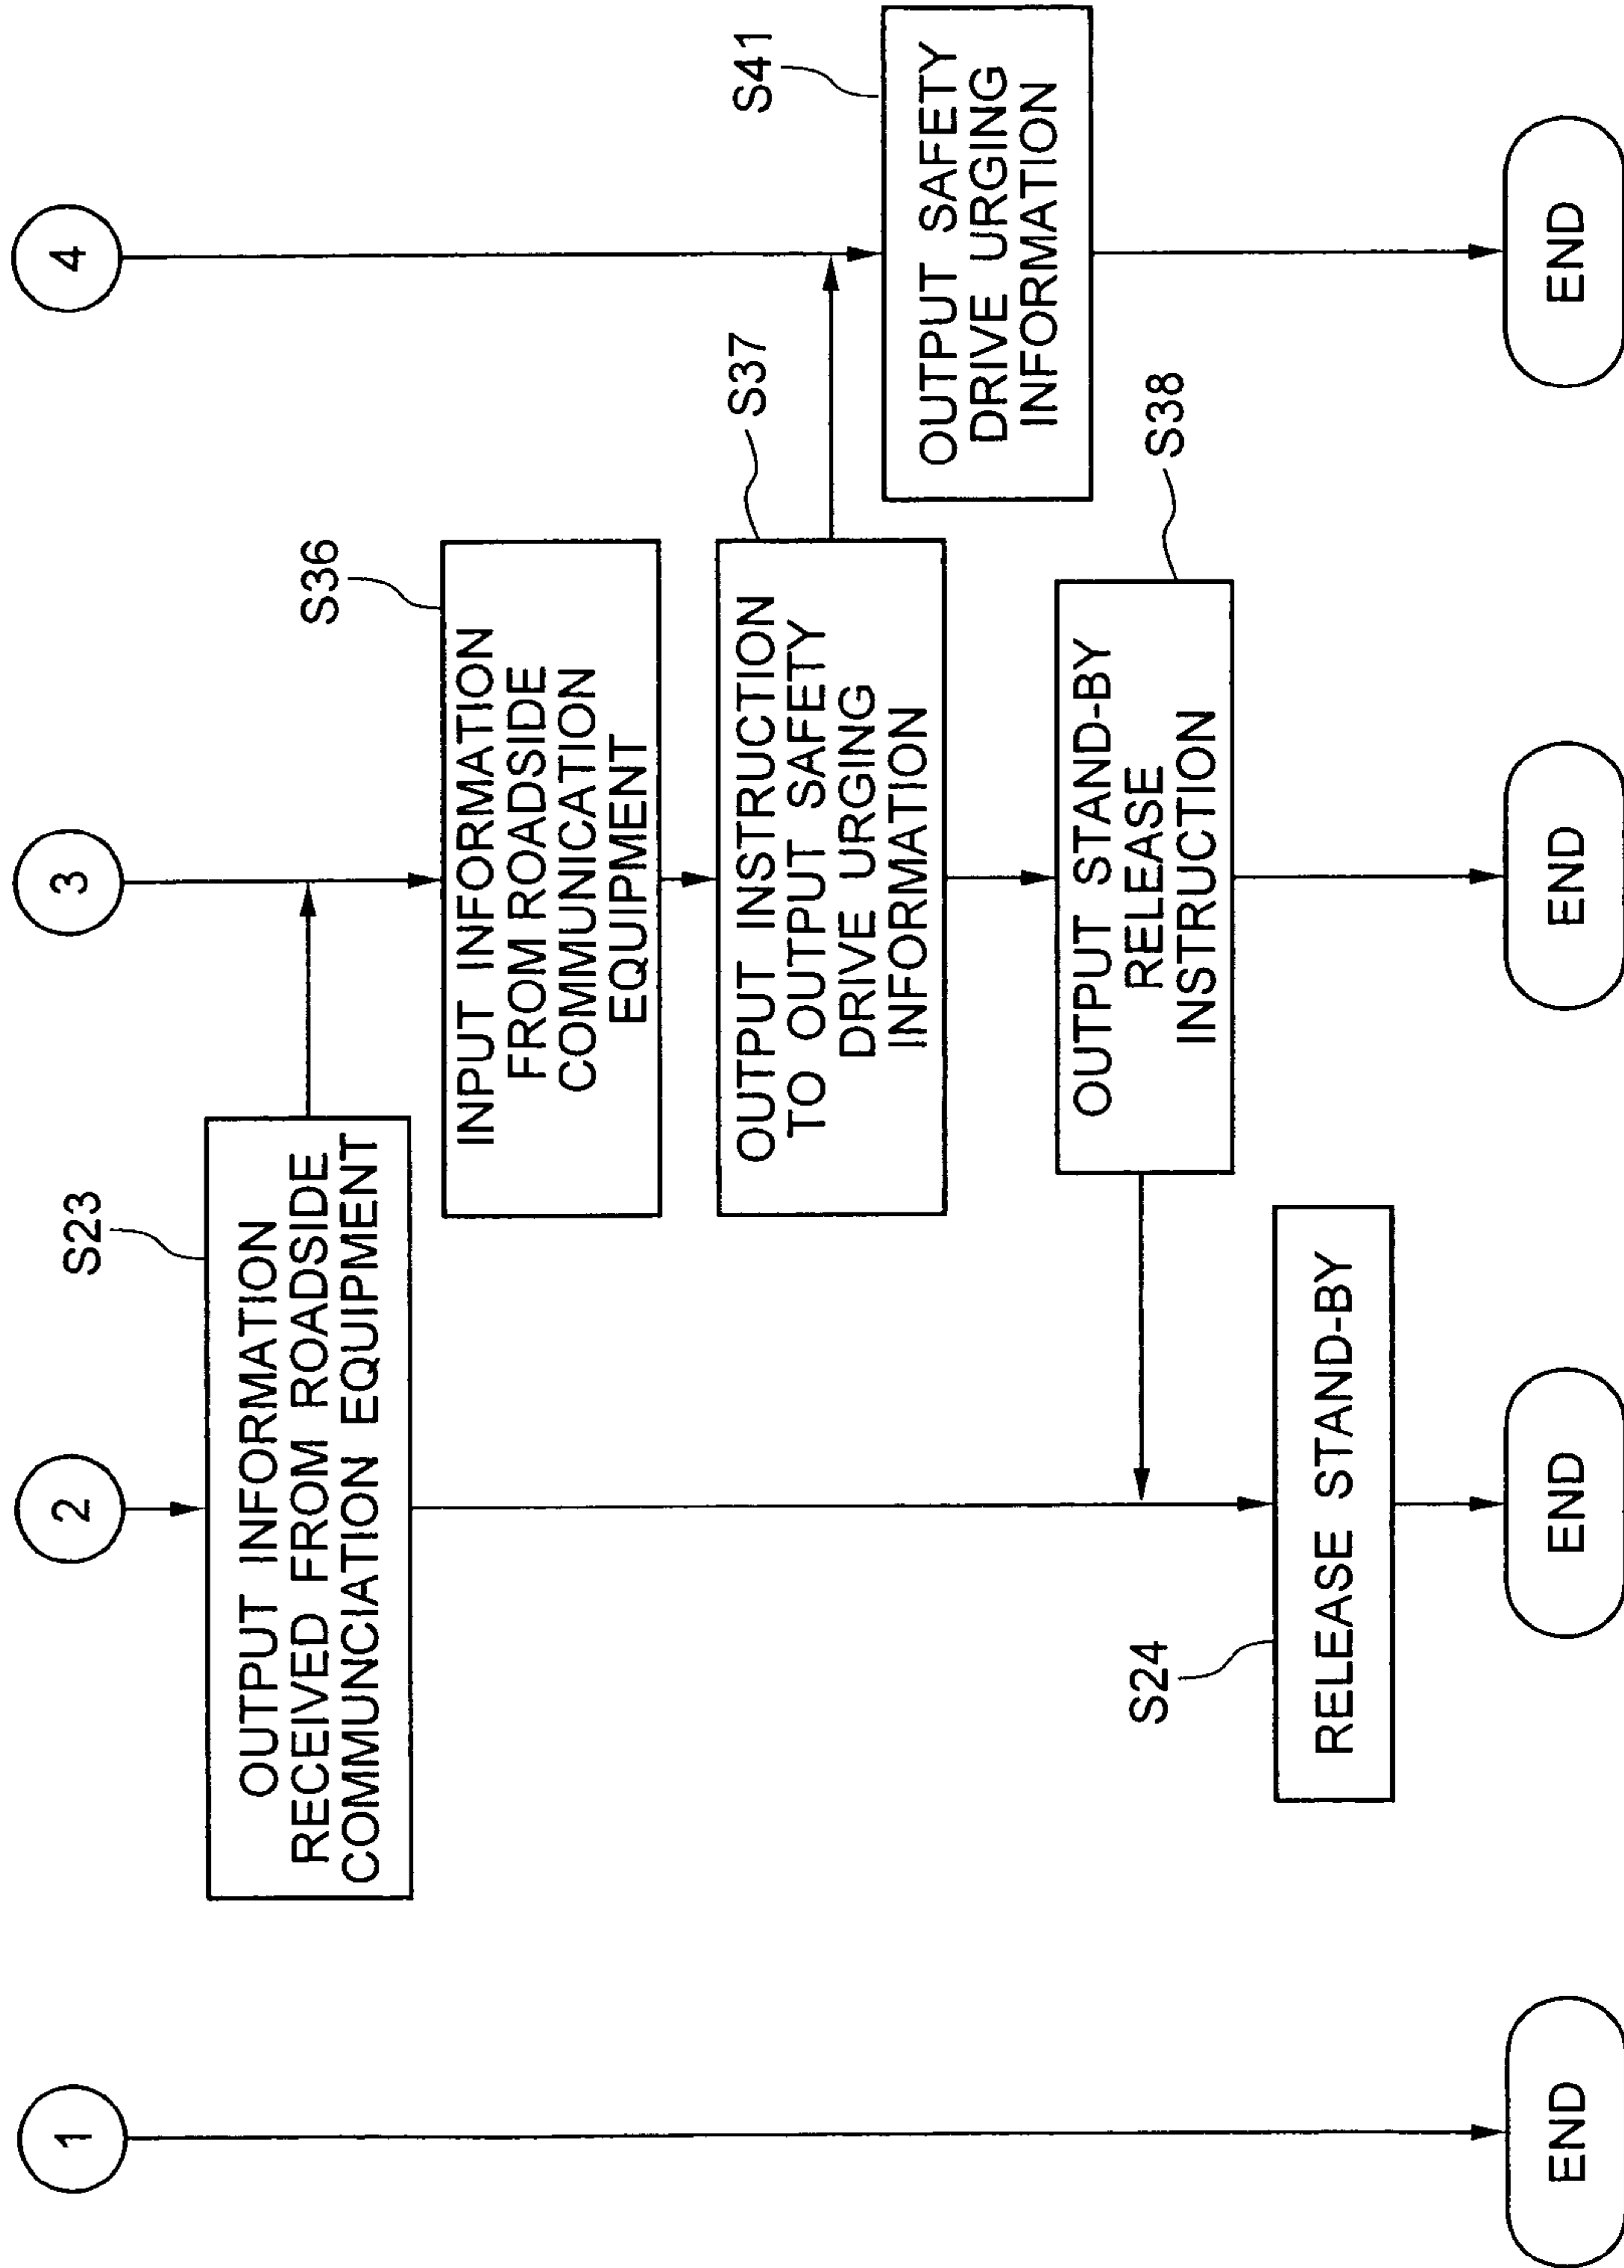 1
2
3
4
S23
OUTPUT INFORMATION
RECEIVED FROM ROADSIDE
COMMUNCIATION EQUIPMENT
S36
INPUT INFORMATION
FROM ROADSIDE
COMMUNICATION
EQUIPMENT
S37
OUTPUT INSTRUCTION
TO OUTPUT SAFETY
DRIVE URGING
INFORMATION
S41
OUTPUT SAFETY
DRIVE URGING
INFORMATION
S38
OUTPUT STAND-BY
RELEASE
INSTRUCTION
S24
RELEASE STAND-BY
END
END
END
END